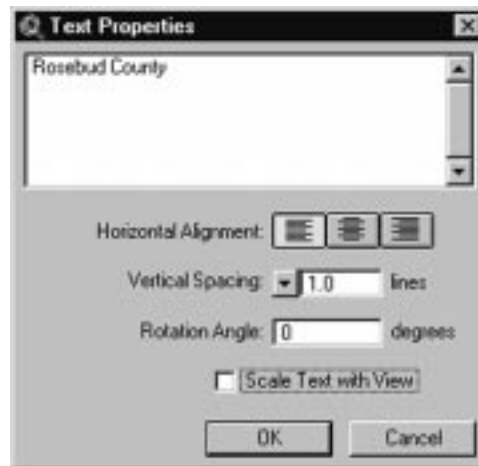 Text Properties
Rosebud County
Horizontal Alignment:
Vertical Spacing: 1.0 lines
Rotation Angle: 0 degrees
Scale Text with View
OK Cancel